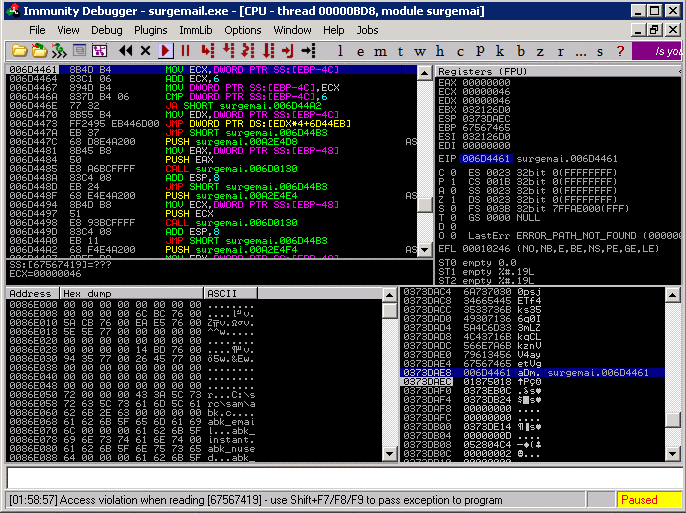 Immunity Debugger - surgemail.exe - [CPU - thread 00000BD8, module surgemai]
File View Debug Plugins ImmLib Options Window Help Jobs
l e m t w h c p k b z r ... s ?
006D4461 8B4D B4 MOV ECX,DWORD PTR SS:[EBP-4C]
006D4464 83C1 06 ADD ECX,6
006D4467 894D B4 MOV DWORD PTR SS:[EBP-4C],ECX
006D446A 837D B4 06 CMP DWORD PTR SS:[EBP-4C],6
006D446E 77 32 JA SHORT surgemai.006D44A2
006D4470 8B55 B4 MOV EDX,DWORD PTR SS:[EBP-4C]
006D4473 FF2495 EB446D00 JMP DWORD PTR DS:[EDX*4+6D44EB]
006D447A EB 37 JMP SHORT surgemai.006D44B3
006D447C 68 D8E4A200 PUSH surgemai.00A2E4D8 AS
006D4481 8B45 B8 MOV EAX,DWORD PTR SS:[EBP-48]
006D4484 50 PUSH EAX
006D4485 E8 A6BCFFFF CALL surgemai.006D0130
006D448A 83C4 08 ADD ESP,8
006D448D EB 24 JMP SHORT surgemai.006D44B3
006D448F 68 E4E4A200 PUSH surgemai.00A2E4E4 AS
006D4494 8B4D B8 MOV ECX,DWORD PTR SS:[EBP-48]
006D4497 51 PUSH ECX
006D4498 E8 93BCFFFF CALL surgemai.006D0130
006D449D 83C4 08 ADD ESP,8
006D44A0 EB 11 JMP SHORT surgemai.006D44B3
006D44A2 68 F4E4A200 PUSH surgemai.00A2E4F4 AS
SS:[67567419]=???
ECX=00000046
Registers (FPU)
EAX 00000000
ECX 00000046
EDX 00000046
EBX 032126D0
ESP 0373DAEC
EBP 67567465
ESI 032126D0
EDI 00000000
EIP 006D4461 surgemai.006D4461
C 0 ES 0023 32bit 0(FFFFFFFF)
P 1 CS 001B 32bit 0(FFFFFFFF)
A 0 SS 0023 32bit 0(FFFFFFFF)
Z 1 DS 0023 32bit 0(FFFFFFFF)
S 0 FS 003B 32bit 7FFAE000(FFF)
T 0 GS 0000 NULL
D 0
O 0 LastErr ERROR_PATH_NOT_FOUND (000000
EFL 00010246 (NO,NB,E,BE,NS,PE,GE,LE)
ST0 empty 0.0
ST1 empty %#.19L
ST2 empty %#.19L
Address Hex dump ASCII
0086E000 00 00 00 00 00 00 00 00 ........
0086E008 00 00 00 00 6C BC 76 00
0086E010 5A CB 76 00 EA E5 76 00
0086E018 5E 5E 77 00 00 00 00 00 ^^w.....
0086E020 00 00 00 00 00 00 00 00 ........
0086E028 00 00 00 00 14 BD 76 00
0086E030 94 35 77 00 26 45 77 00
0086E038 00 00 00 00 00 00 00 00 ........
0086E040 00 00 00 00 00 00 00 00 ........
0086E048 00 00 00 00 00 00 00 00 ........
0086E050 72 00 00 00 43 3A 5C 73 r...C:\s
0086E058 72 63 5C 73 61 6D 5C 61 rc\sam\a
0086E060 62 6B 2E 63 00 00 00 00 bk.c....
0086E068 61 62 6B 5F 65 6D 61 69 abk_emai
0086E070 6C 00 00 00 61 62 6B 5F l...abk_
0086E078 69 6E 73 74 61 6E 74 00 instant.
0086E080 61 62 6B 5F 6E 75 73 65 abk_nuse
0086E088 64 00 00 00 61 62 6B 5F d...abk_
0373DAC4 6A737030 0psj
0373DAC8 34665445 ETf4
0373DACC 3533736B ks35
0373DAD0 49307136 6q0I
0373DAD4 5A4C6D33 3mLZ
0373DAD8 4C43716B kqCL
0373DADC 566E7A6B kznV
0373DAE0 79613456 V4ay
0373DAE4 67567465 etVg
0373DAE8 006D4461 aDm. surgemai.006D4461
0373DAEC 01875018
0373DAF0 0373EB0C
0373DAF4 0373DB24
0373DAF8 00000000 ....
0373DAFC 00000000 ....
0373DB00 0373DE14
0373DB04 0000000D ....
0373DB08 052804C4
0373DB0C 00000002
[01:58:57] Access violation when reading [67567419] - use Shift+F7/F8/F9 to pass exception to program
Paused